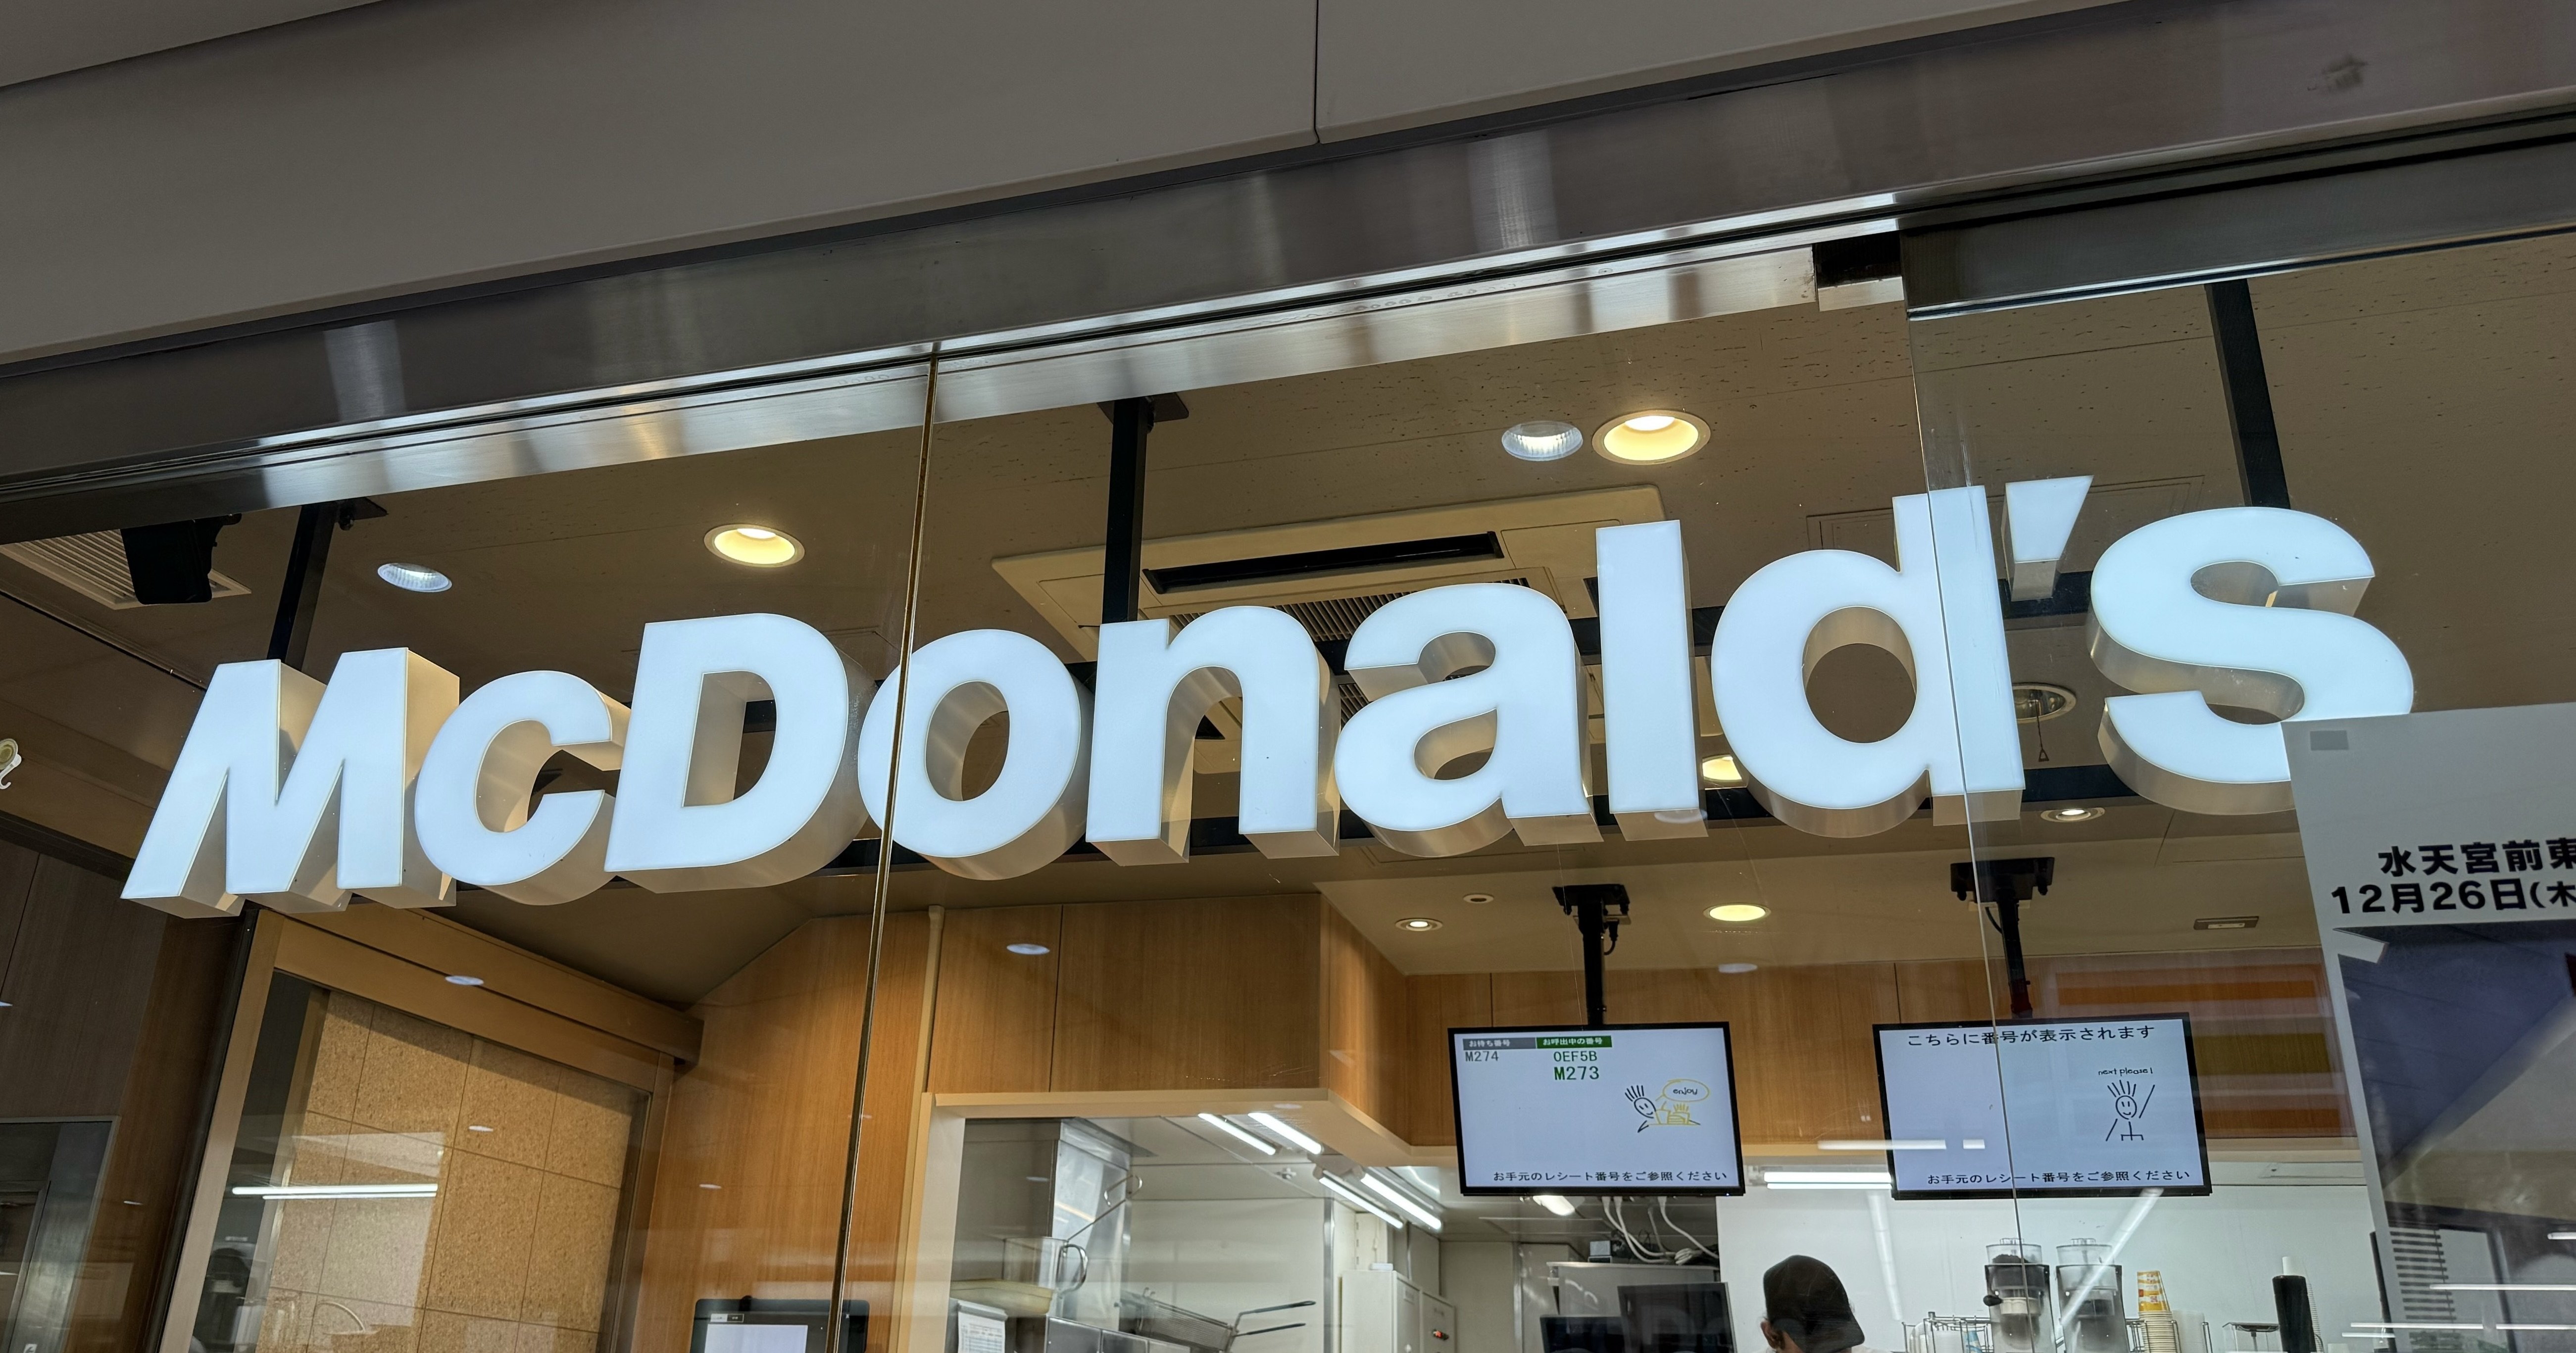 McDonald's
水天宮前東
12月26日(木
お待ち番号 お呼出中の番号
M274 0EF5B
M273
enjoy
お手元のレシート番号をご参照ください
こちらに番号が表示されます
next please!
お手元のレシート番号をご参照ください